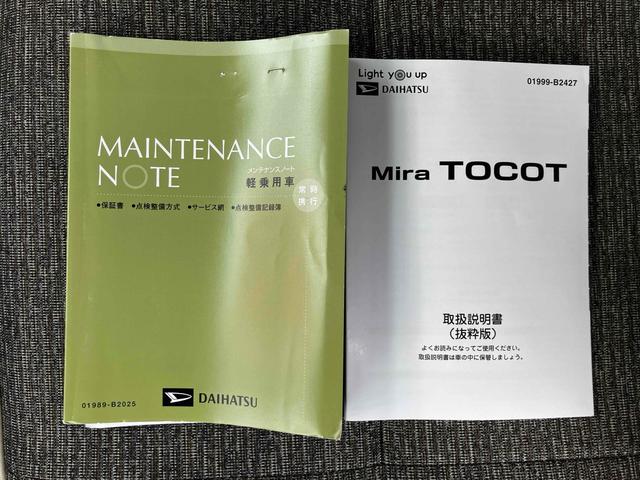 MAINTENANCE
NOTE
メンテナンスノート
軽乗用車
常時
携行
●保証書 ●点検整備方式 ●サービス網 ●点検整備記録簿
01989-B2025
DAIHATSU
Light you up
DAIHATSU
01999-B2427
Mira TOCOT
取扱説明書
（抜粋版）
よくお読みになってご使用ください。
取扱説明書は車の中に保管しましょう。